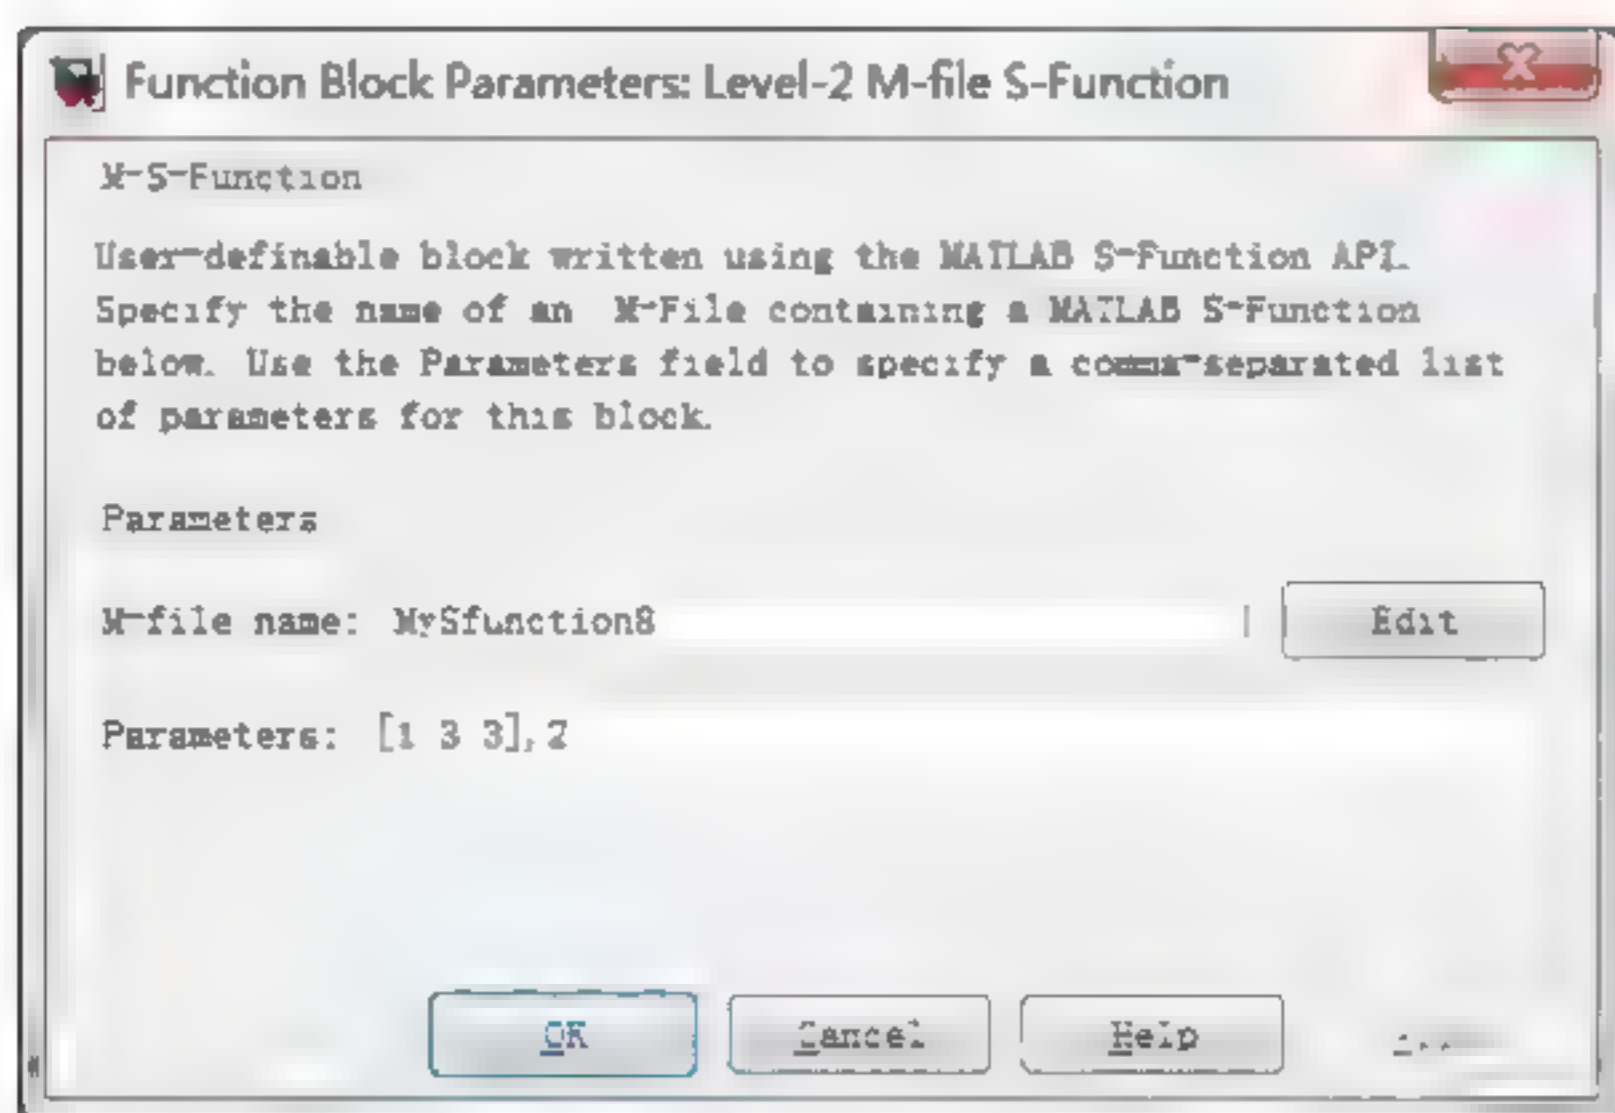 Function Block Parameters: Level-2 M-file S-Function
M-S-Function
User-definable block written using the MATLAB S-Function API.
Specify the name of an M-File containing a MATLAB S-Function
below. Use the Parameters field to specify a comma-separated list
of parameters for this block.
Parameters
M-file name: MySfunction8 Edit
Parameters: [1 3 3],2
OK Cancel Help